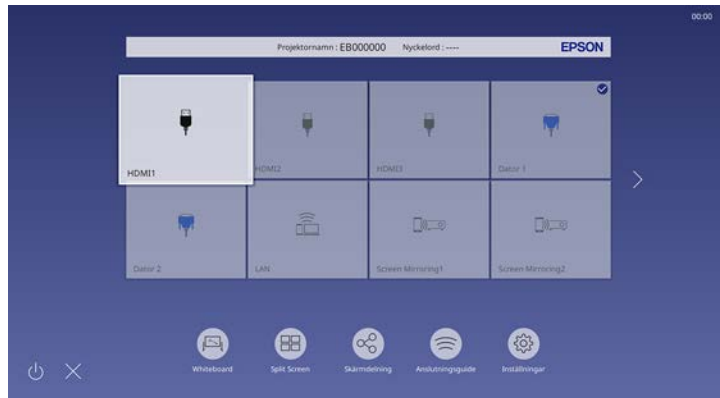 00:00
Projektornamn : EB000000 Nyckelord : ---- EPSON
HDMI1 HDMI2 HDMI3 Dator 1
Dator 2 LAN Screen Mirroring1 Screen Mirroring2
Whiteboard Split Screen Skärmdelning Anslutningsguide Inställningar